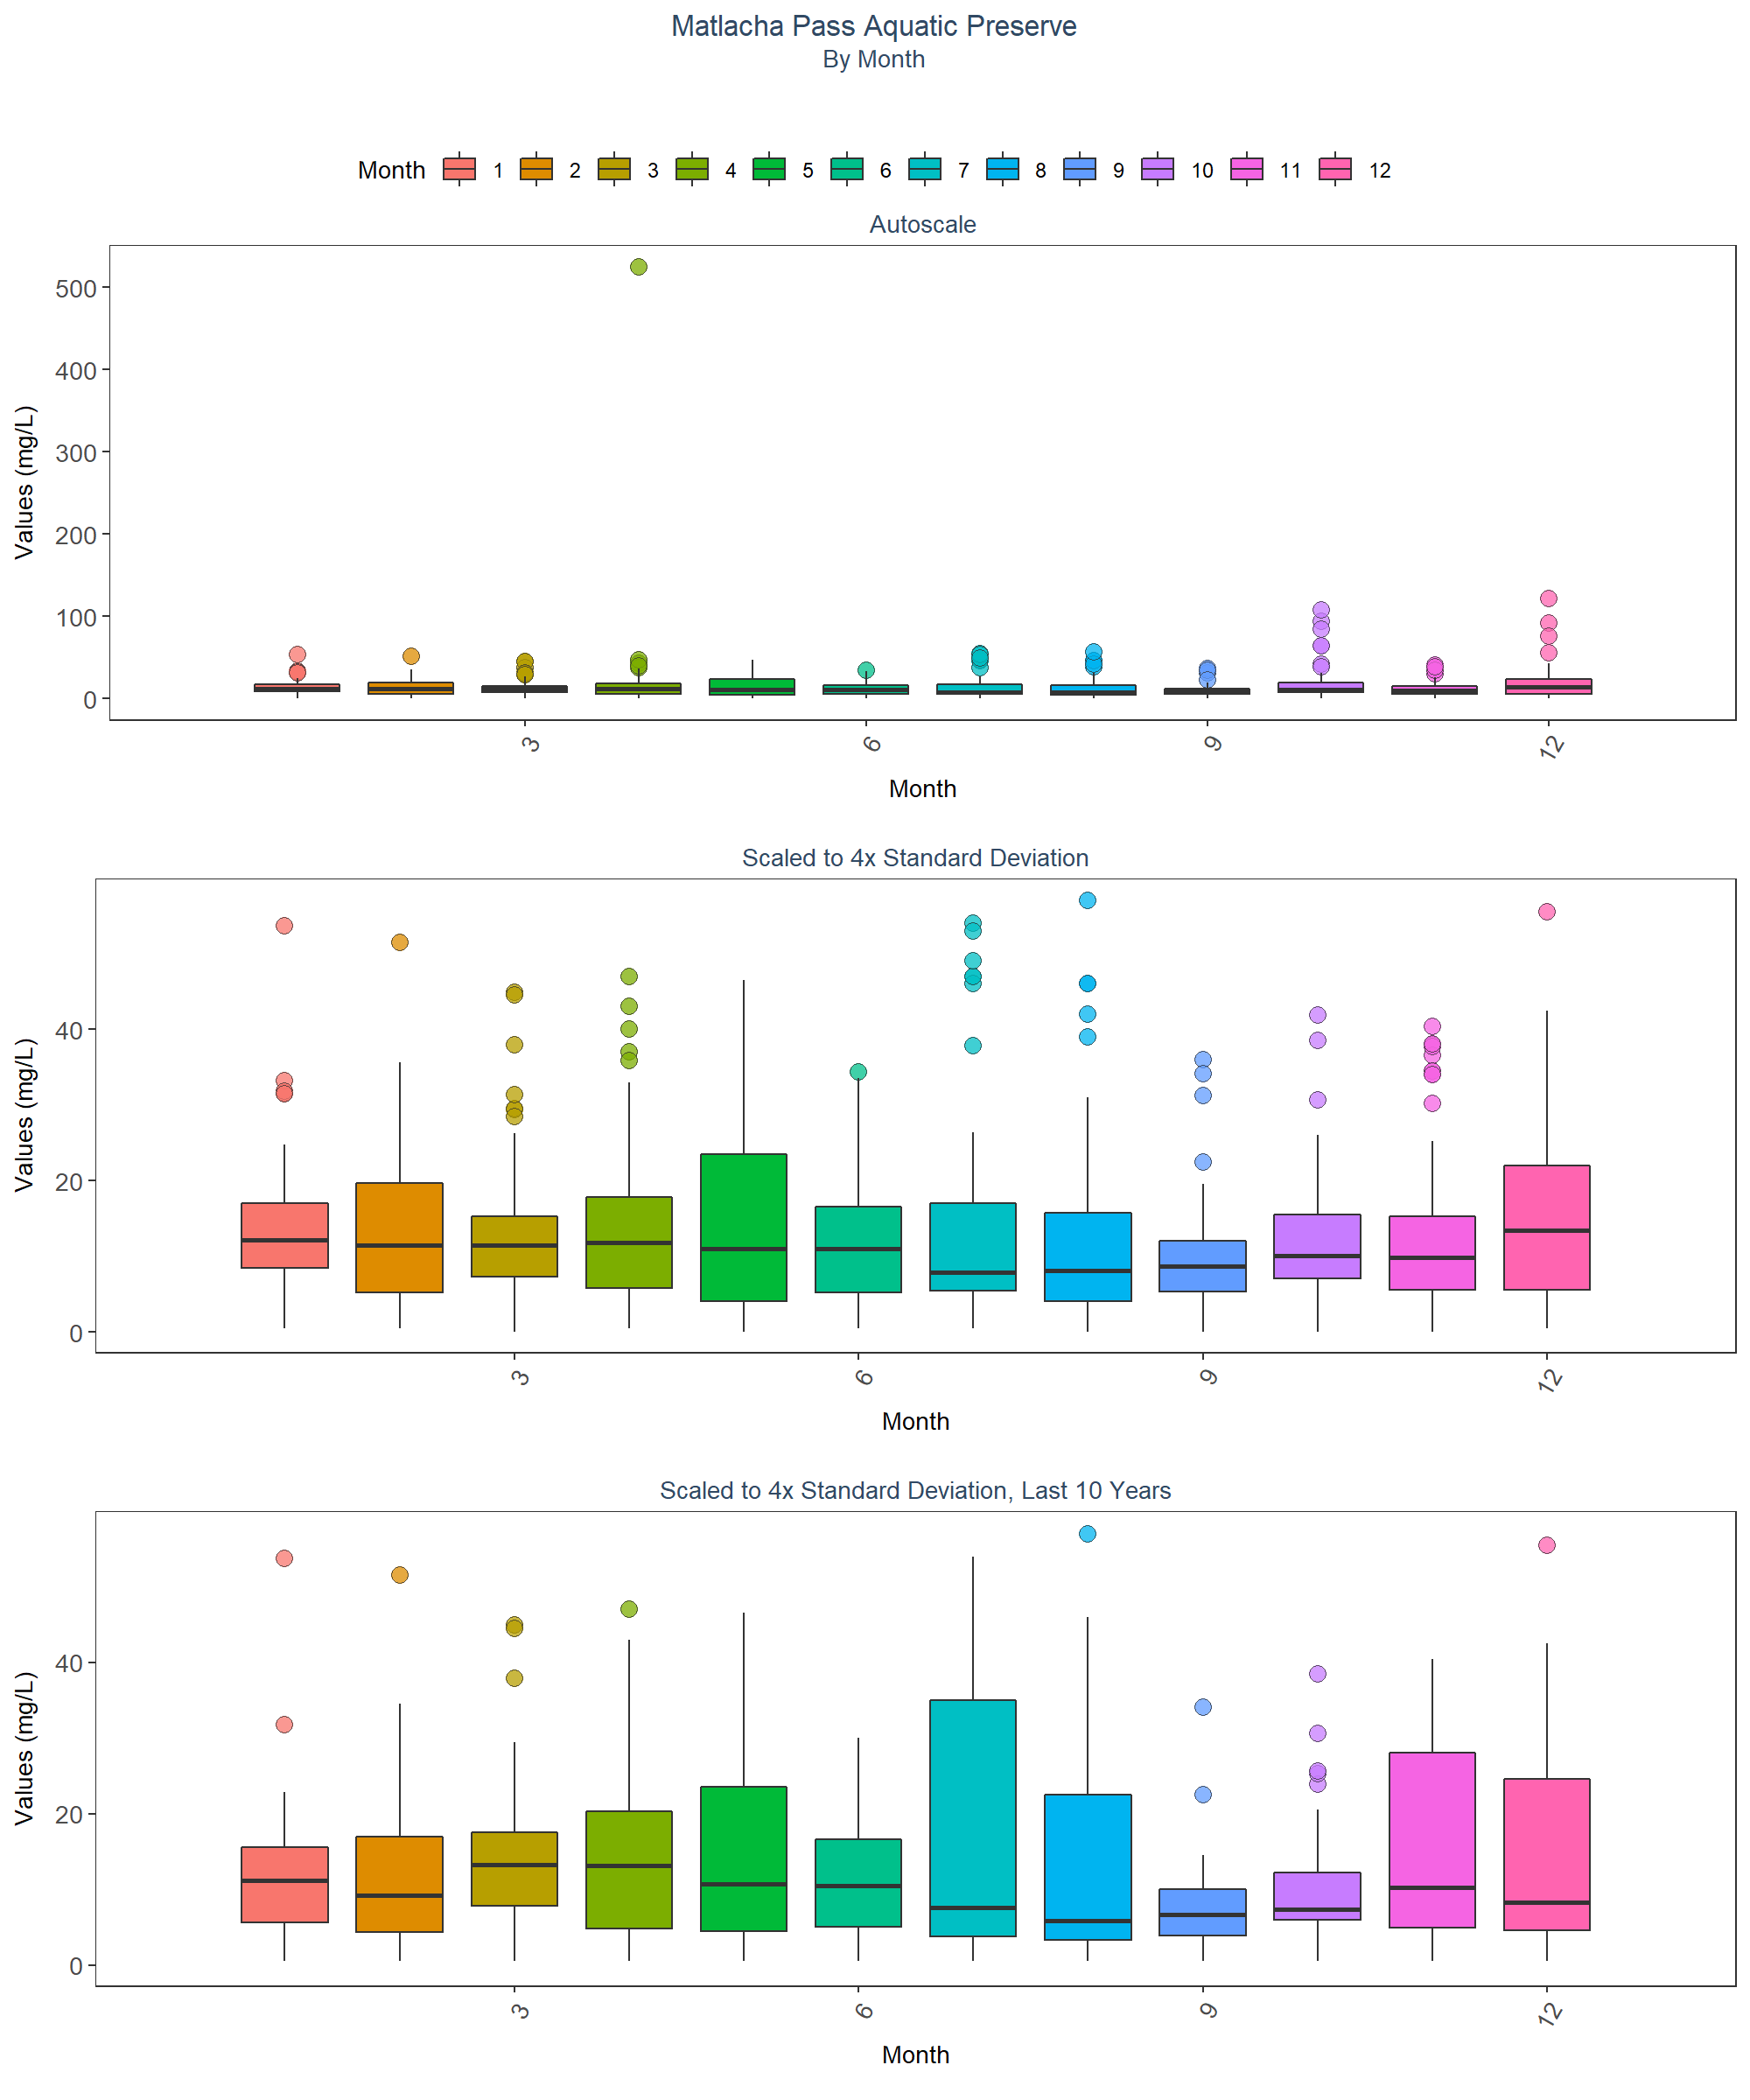 Matlacha Pass Aquatic Preserve
By Month
Month 1 2 3 4 5 6 7 8 9 10 11 12
Autoscale
Values (mg/L)
500
400
300
200
100
0
3 6 9 12
Month
Scaled to 4x Standard Deviation
Values (mg/L)
40
20
0
3 6 9 12
Month
Scaled to 4x Standard Deviation, Last 10 Years
Values (mg/L)
40
20
0
3 6 9 12
Month